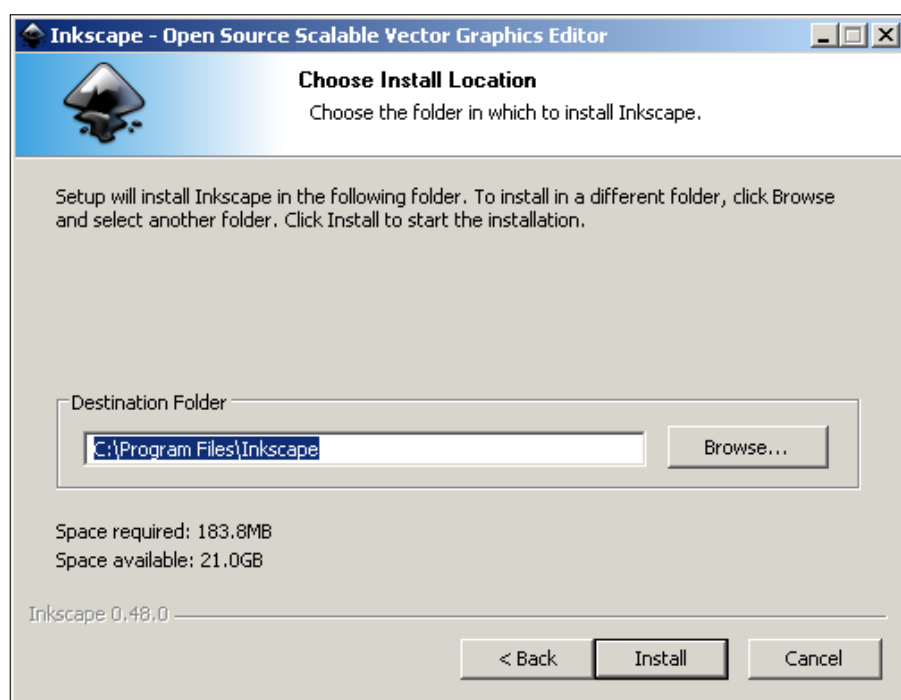 Inkscape - Open Source Scalable Vector Graphics Editor
Choose Install Location
Choose the folder in which to install Inkscape.
Setup will install Inkscape in the following folder. To install in a different folder, click Browse
and select another folder. Click Install to start the installation.
Destination Folder
C:\Program Files\Inkscape
Browse...
Space required: 183.8MB
Space available: 21.0GB
Inkscape 0.48.0
< Back
Install
Cancel